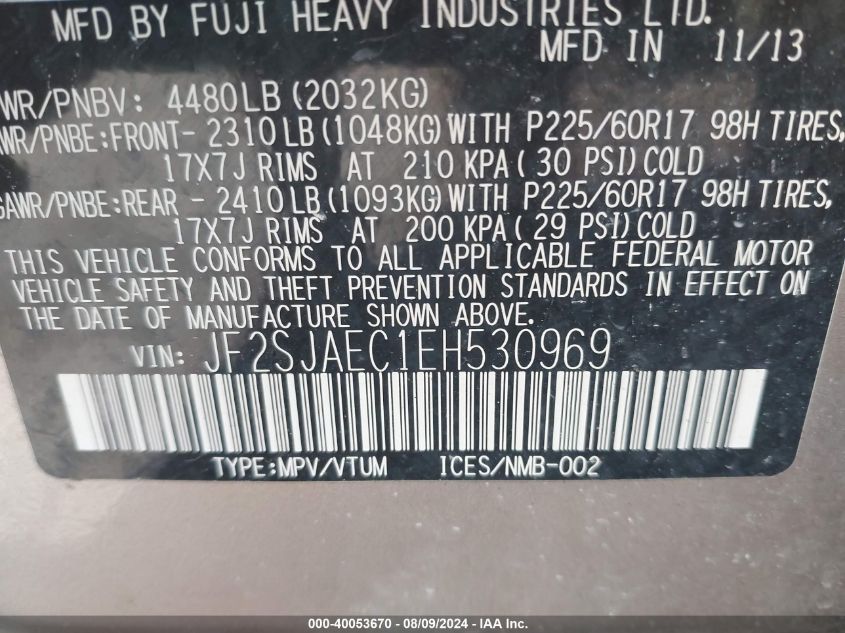 MFD BY FUJI HEAVY INDUSTRIES LTD.
MFD IN 11/13
WR/PNBV: 4480LB (2032KG)
WR/PNBE:FRONT- 2310 LB (1048KG) WITH P225/60R17 98H TIRES,
17X7J RIMS AT 210 KPA ( 30 PSI) COLD
GAWR/PNBE:REAR - 2410 LB (1093KG) WITH P225/60R17 98H TIRES,
17X7J RIMS AT 200 KPA (29 PSI) COLD
THIS VEHICLE CONFORMS TO ALL APPLICABLE FEDERAL MOTOR
VEHICLE SAFETY AND THEFT PREVENTION STANDARDS IN EFFECT ON
THE DATE OF MANUFACTURE SHOWN ABOVE.
VIN: JF2SJAEC1EH530969
TYPE:MPV/VTUM ICES/NMB-002
000-40053670 - 08/09/2024 - IAA Inc.